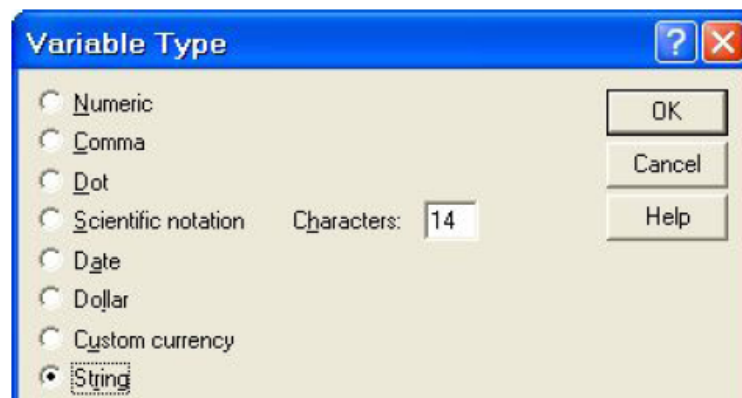 Variable Type
?
Numeric
OK
Comma
Cancel
Dot
Scientific notation Characters: 14
Help
Date
Dollar
Custom currency
String